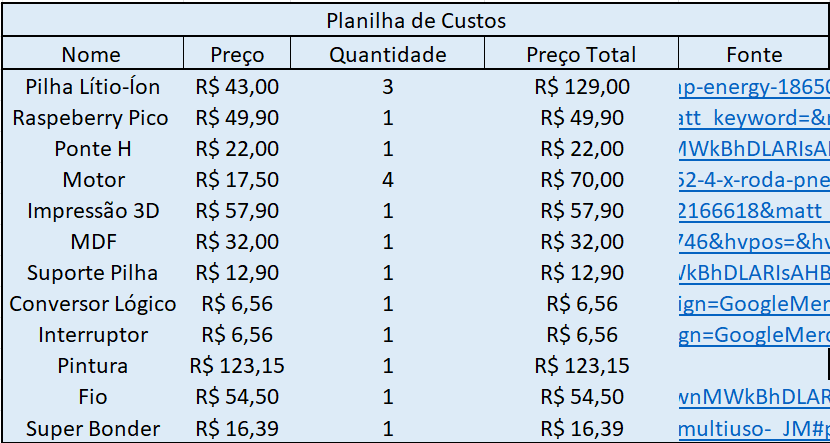 Planilha de Custos
Nome Preço Quantidade Preço Total Fonte
Pilha Lítio-Íon R$ 43,00 3 R$ 129,00 np-energy-18650
Raspeberry Pico R$ 49,90 1 R$ 49,90 att_keyword=&r
Ponte H R$ 22,00 1 R$ 22,00 MWkBhDLARIsAH
Motor R$ 17,50 4 R$ 70,00 52-4-x-roda-pne
Impressão 3D R$ 57,90 1 R$ 57,90 2166618&matt_
MDF R$ 32,00 1 R$ 32,00 746&hvpos=&hv
Suporte Pilha R$ 12,90 1 R$ 12,90 WkBhDLARIsAHB
Conversor Lógico R$ 6,56 1 R$ 6,56 ign=GoogleMer
Interruptor R$ 6,56 1 R$ 6,56 gn=GoogleMerc
Pintura R$ 123,15 1 R$ 123,15
Fio R$ 54,50 1 R$ 54,50 wnMWkBhDLAR
Super Bonder R$ 16,39 1 R$ 16,39 multiuso-_JM#p